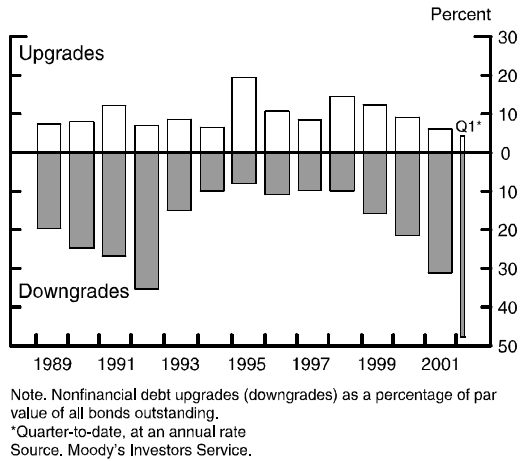 Percent
Upgrades
30
20
10
Q1*
0
10
20
30
Downgrades
40
50
1989 1991 1993 1995 1997 1999 2001
Note. Nonfinancial debt upgrades (downgrades) as a percentage of par
value of all bonds outstanding.
*Quarter-to-date, at an annual rate
Source. Moody's Investors Service.